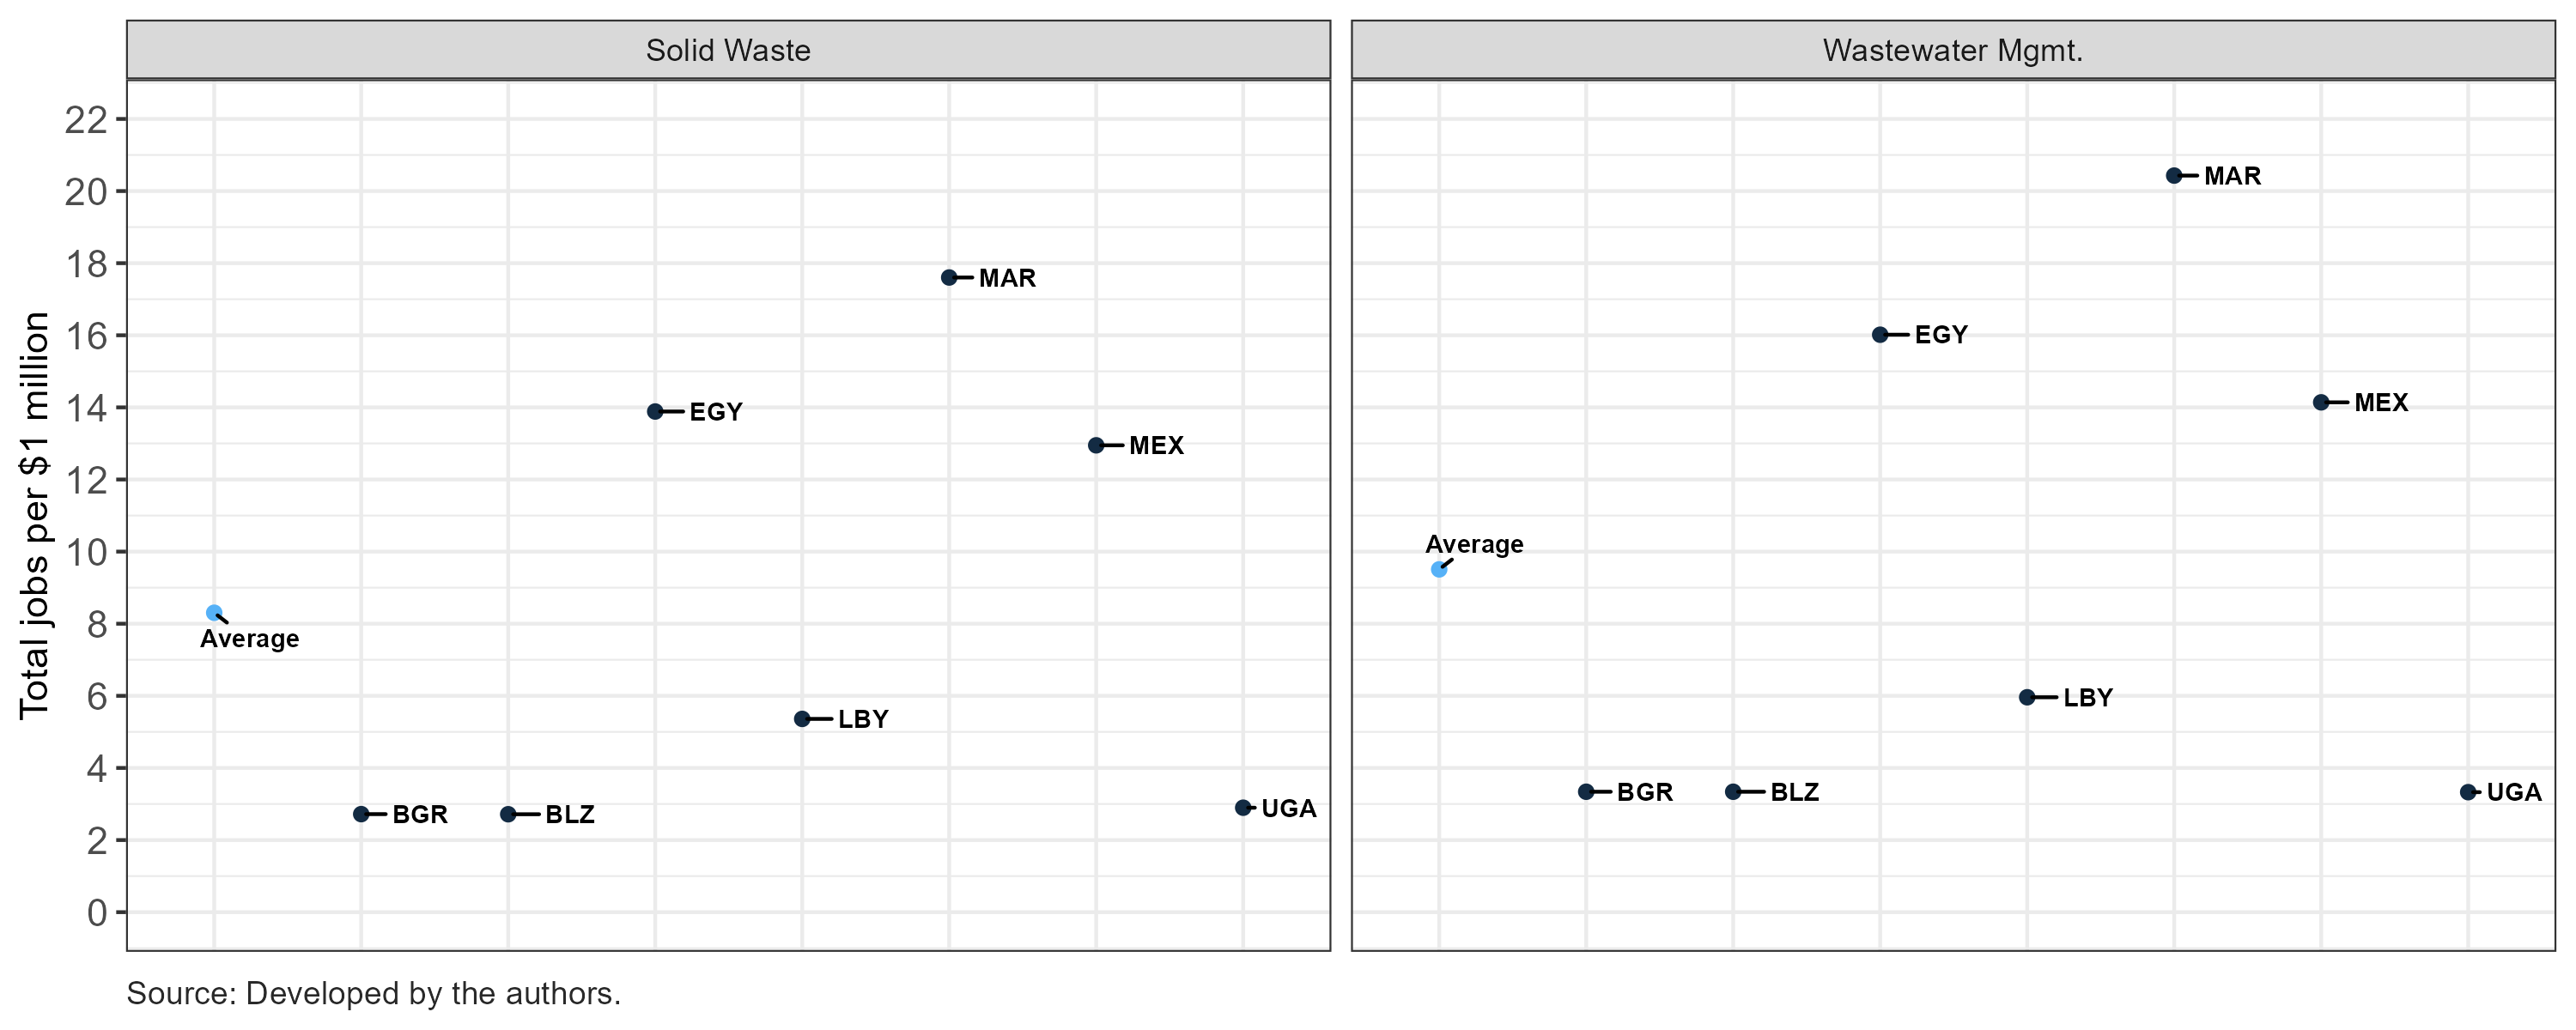 Solid Waste
Wastewater Mgmt.
Total jobs per $1 million
22
20
18
16
14
12
10
8
6
4
2
0
MAR
EGY
MEX
Average
LBY
BGR
BLZ
UGA
MAR
EGY
MEX
Average
LBY
BGR
BLZ
UGA
Source: Developed by the authors.